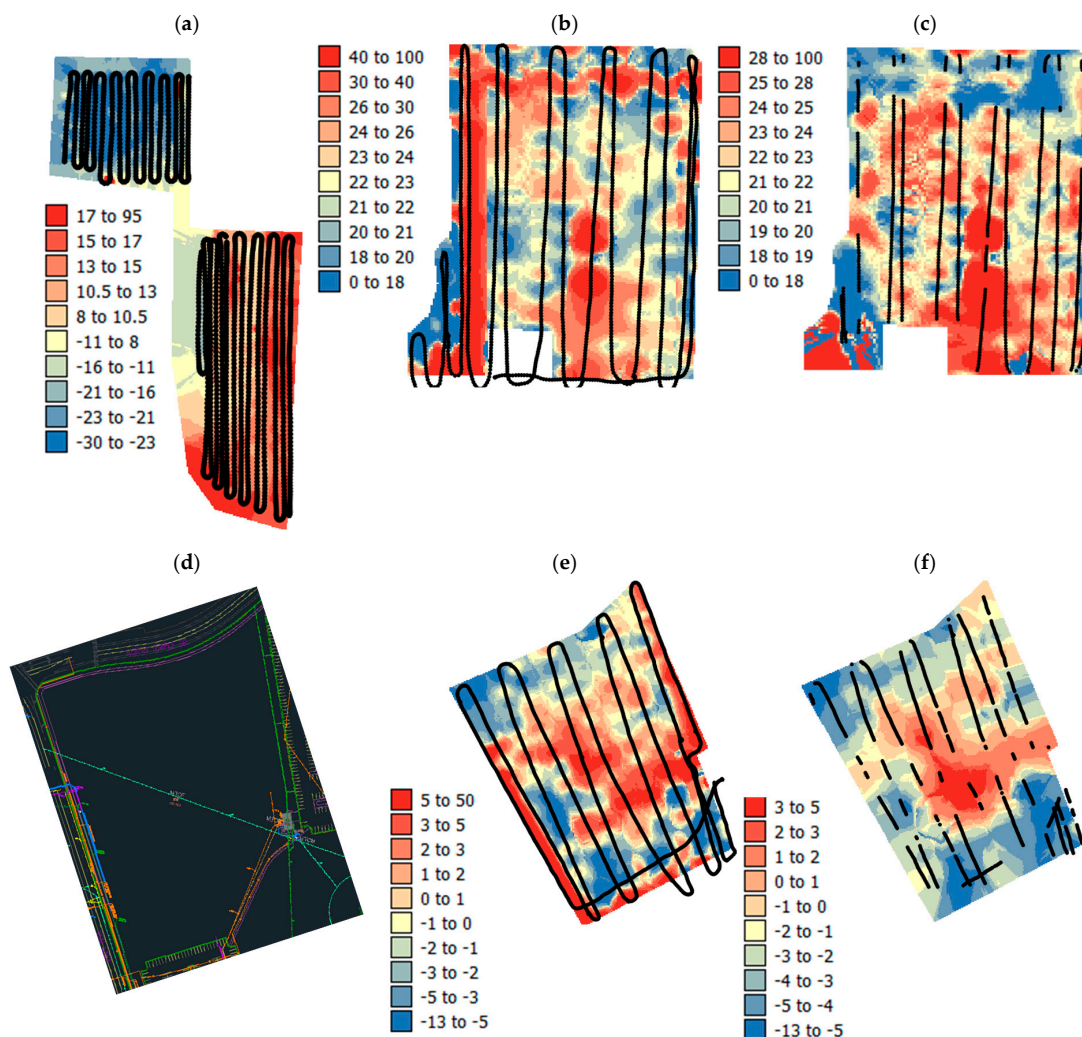 (a)
(b)
(c)
40 to 100
30 to 40
26 to 30
24 to 26
23 to 24
22 to 23
21 to 22
20 to 21
18 to 20
0 to 18
28 to 100
25 to 28
24 to 25
23 to 24
22 to 23
21 to 22
20 to 21
19 to 20
18 to 19
0 to 18
17 to 95
15 to 17
13 to 15
10.5 to 13
8 to 10.5
-11 to 8
-16 to -11
-21 to -16
-23 to -21
-30 to -23
(d)
(e)
(f)
5 to 50
3 to 5
2 to 3
1 to 2
0 to 1
-1 to 0
-2 to -1
-3 to -2
-5 to -3
-13 to -5
3 to 5
2 to 3
1 to 2
0 to 1
-1 to 0
-2 to -1
-3 to -2
-4 to -3
-5 to -4
-13 to -5